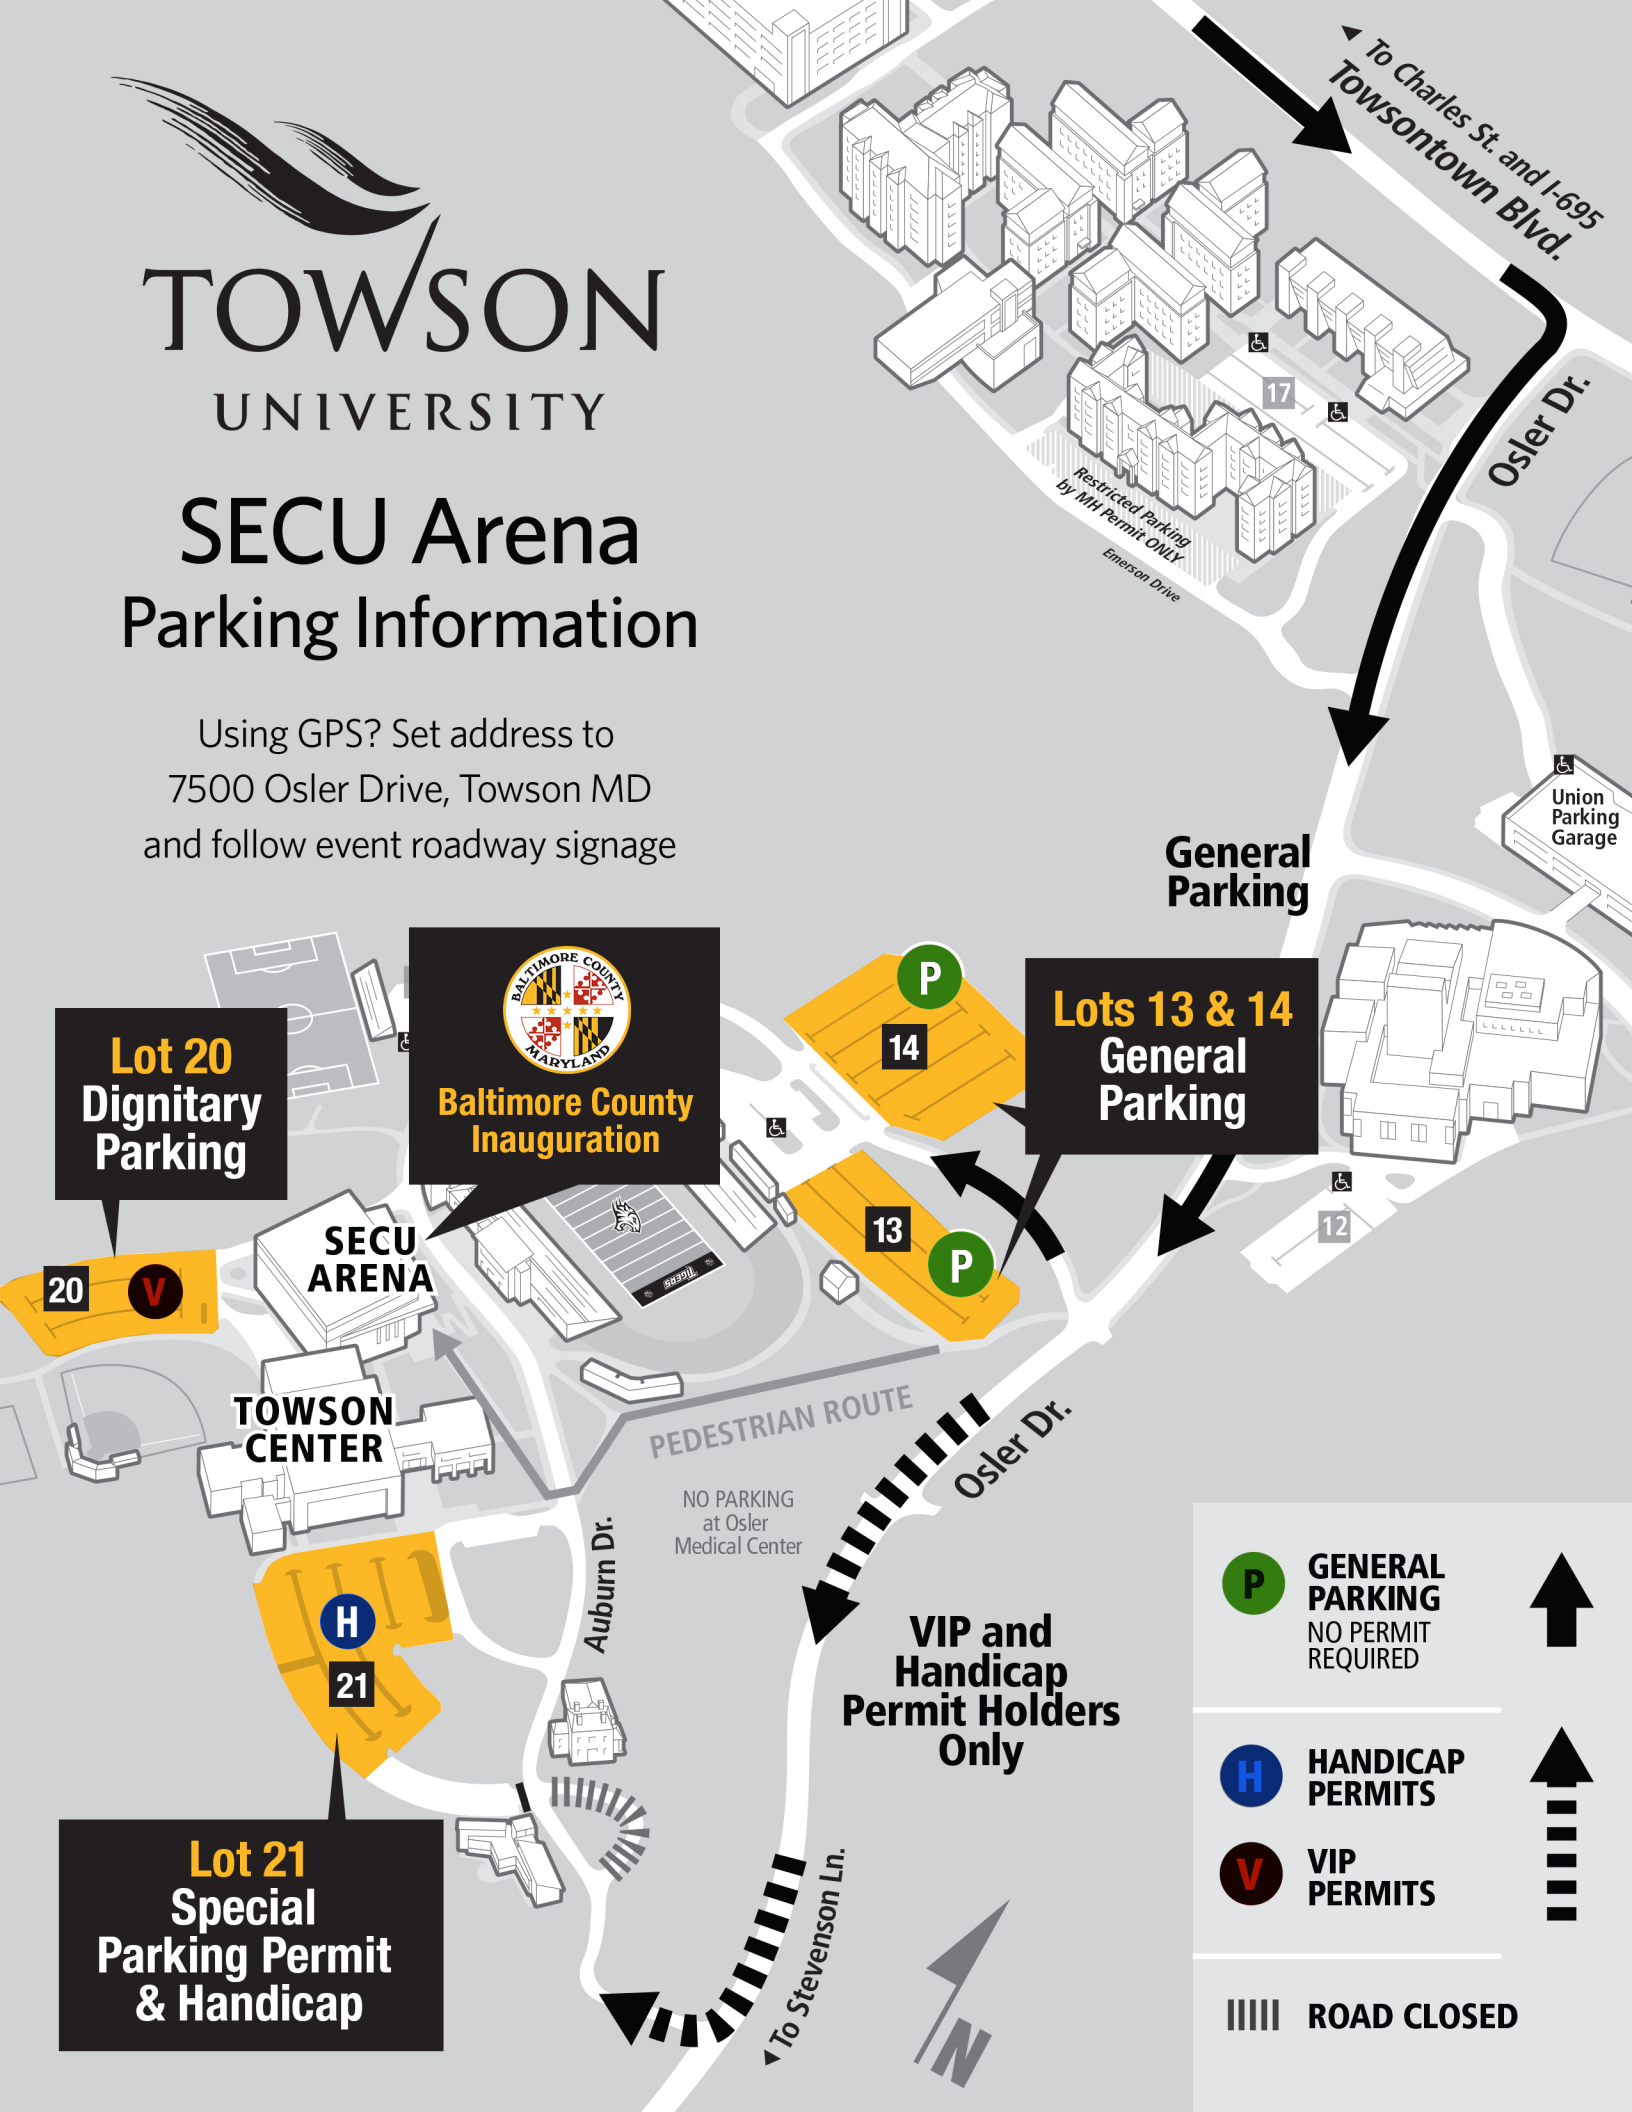 TOWSON
UNIVERSITY
SECU Arena
Parking Information
Using GPS? Set address to
7500 Osler Drive, Towson MD
and follow event roadway signage
To Charles St. and I-695
Towsontown Blvd.
Osler Dr.
17
Restricted Parking
by MH Permit ONLY
Emerson Drive
Union
Parking
Garage
General
Parking
Lots 13 & 14
General
Parking
P
14
13
P
12
BALTIMORE COUNTY
MARYLAND
Baltimore County
Inauguration
Lot 20
Dignitary
Parking
20
V
SECU
ARENA
TIGERS
TOWSON
CENTER
PEDESTRIAN ROUTE
NO PARKING
at Osler
Medical Center
Osler Dr.
Auburn Dr.
H
21
VIP and
Handicap
Permit Holders
Only
Lot 21
Special
Parking Permit
& Handicap
To Stevenson Ln.
N
P
GENERAL
PARKING
NO PERMIT
REQUIRED
H
HANDICAP
PERMITS
V
VIP
PERMITS
ROAD CLOSED